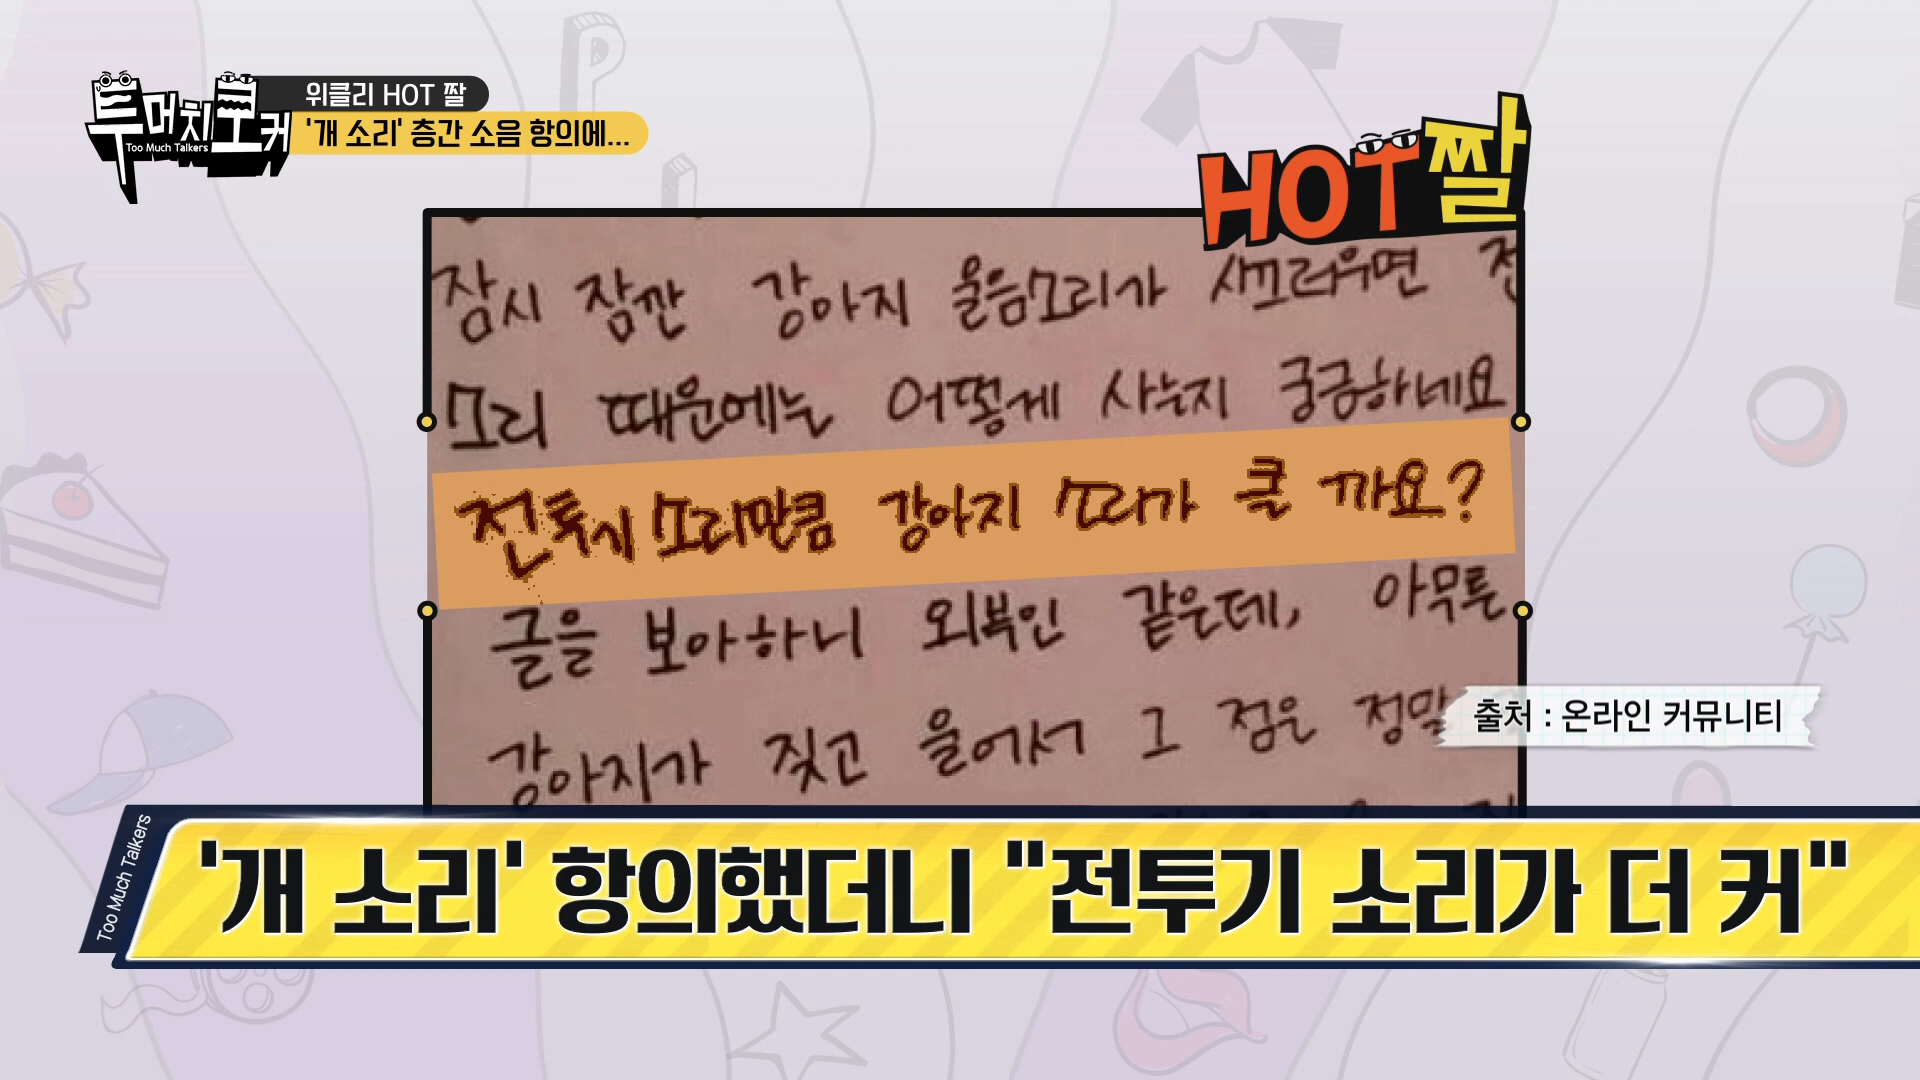 투머치토커
Too Much Talkers
위클리 HOT 짤
'개 소리' 층간 소음 항의에...
HOT 짤
잠시 잠깐 강아지 울음소리가 시끄러우면 전
소리 때문에는 어떻게 사는지 궁금하네요
전투시 소리만큼 강아지 소리가 클 까요?
글을 보아하니 외부인 같은데, 아무튼
강아지가 짖고 울어서 그 점은 정말
출처 : 온라인 커뮤니티
Too Much Talkers
'개 소리' 항의했더니 "전투기 소리가 더 커"